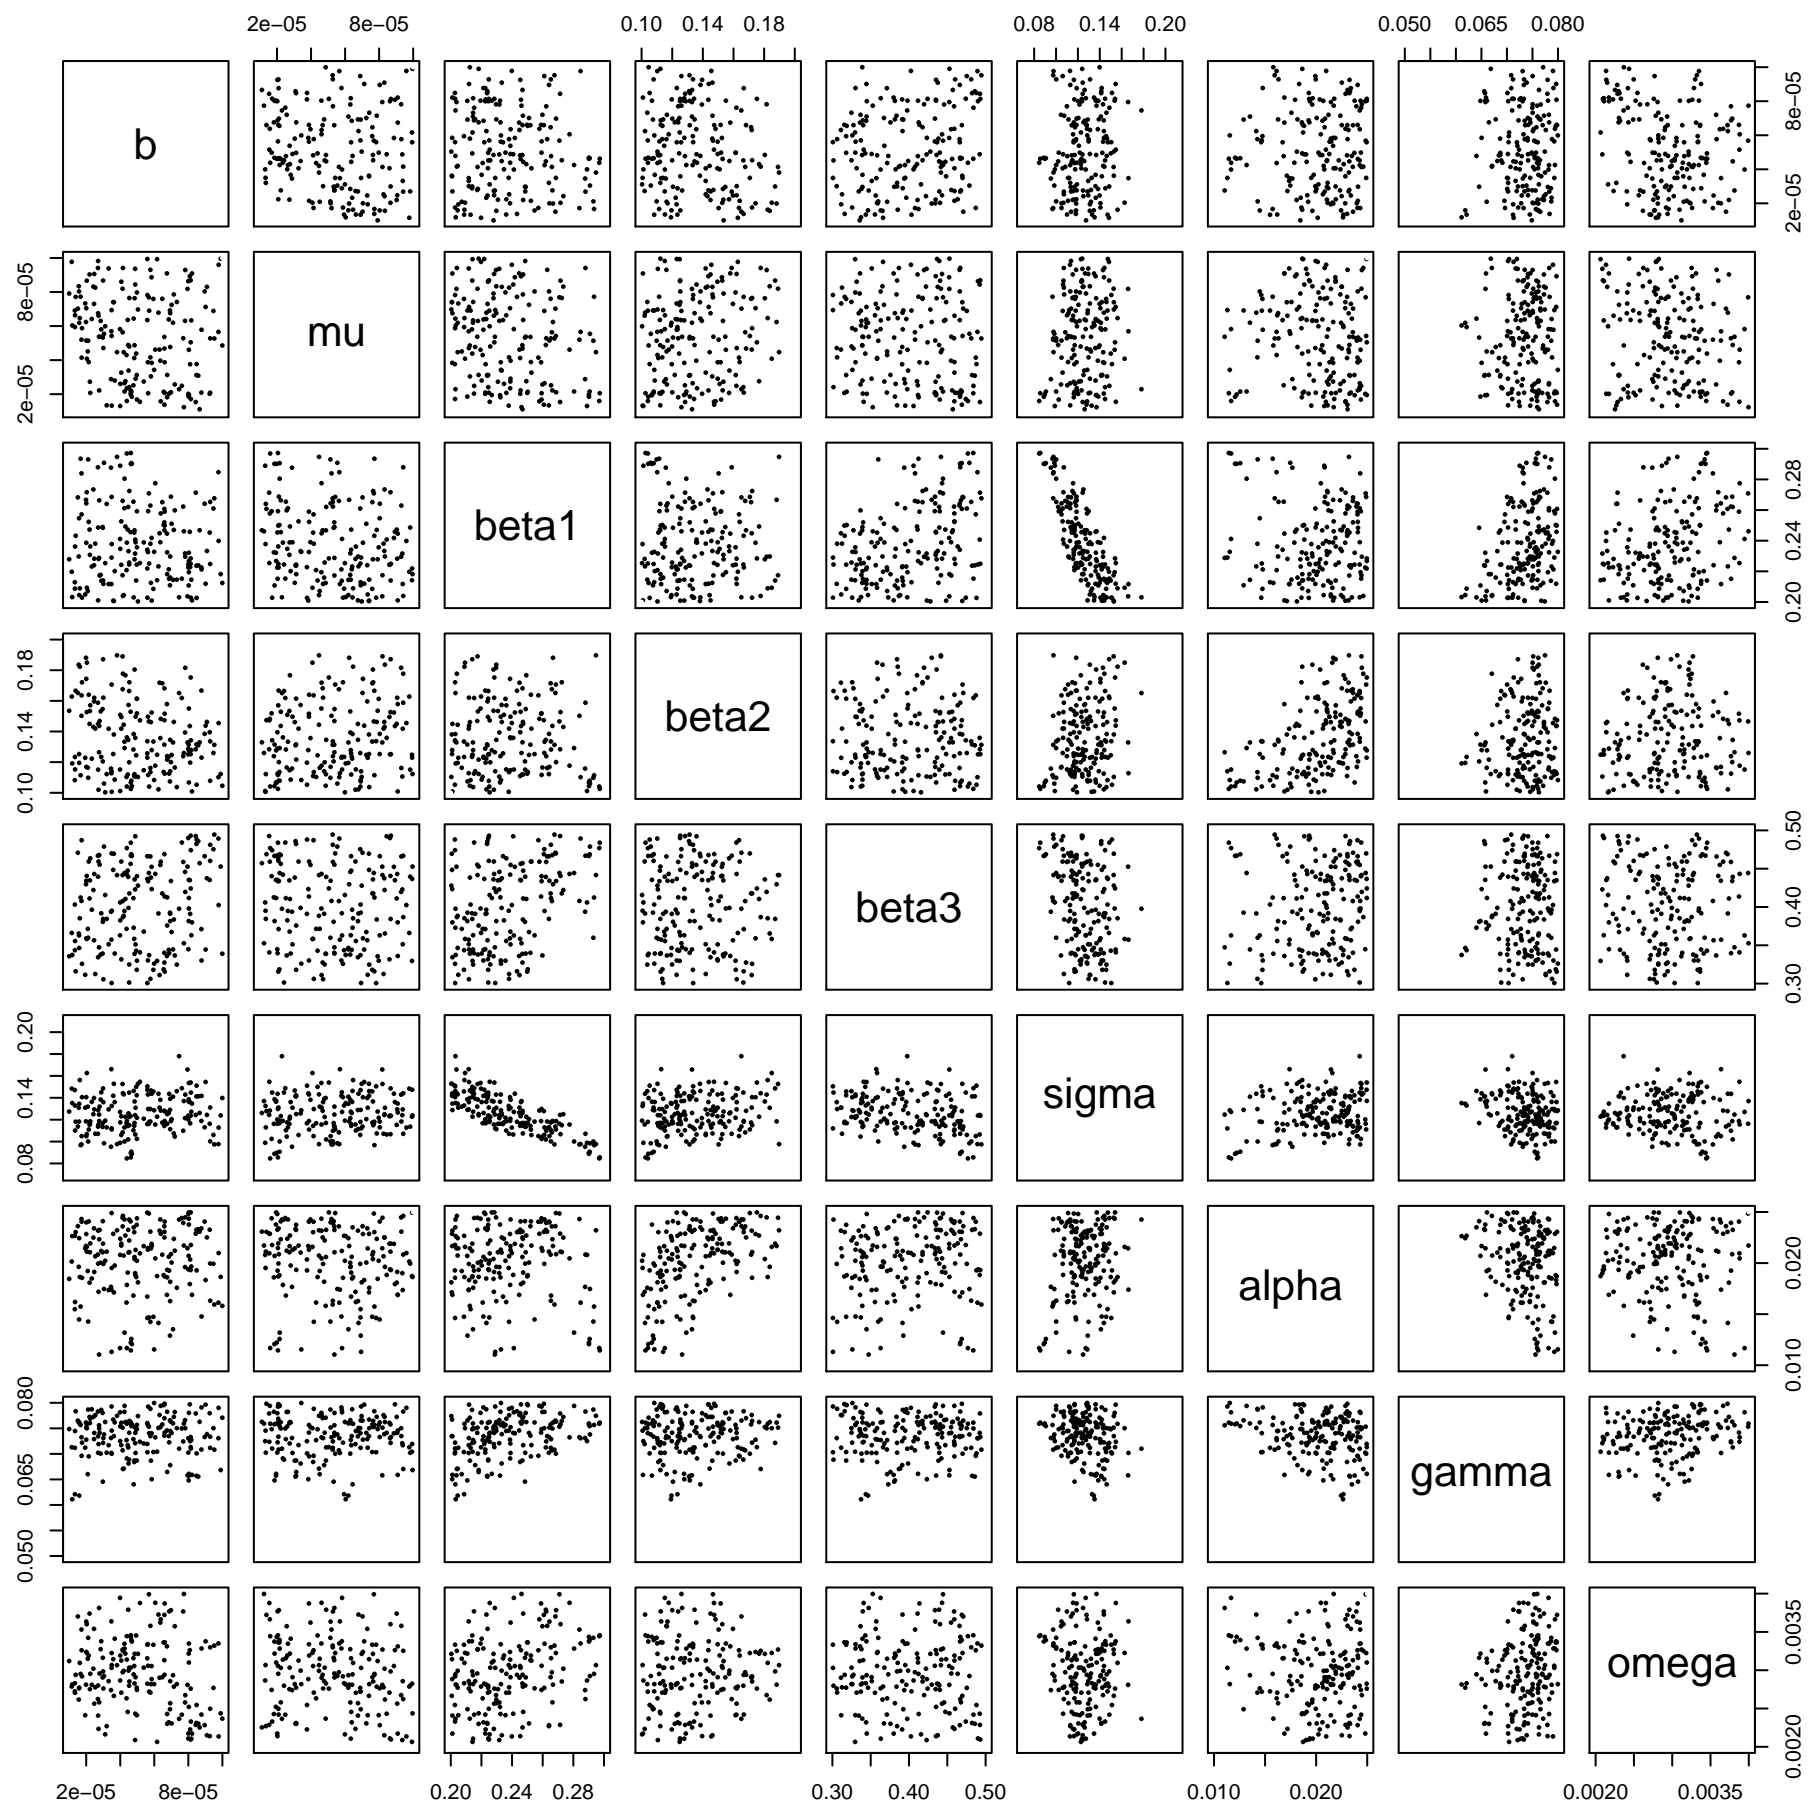 2e−05 8e−05 0.10 0.14 0.18 0.08 0.14 0.20 0.050 0.065 0.080
b
2e−05 8e−05
2e−05 8e−05
mu
beta1
0.20 0.24 0.28
0.10 0.14 0.18
beta2
beta3
0.30 0.40 0.50
0.08 0.14 0.20
sigma
alpha
0.010 0.020
0.050 0.065 0.080
gamma
omega
0.0020 0.0035
2e−05 8e−05 0.20 0.24 0.28 0.30 0.40 0.50 0.010 0.020 0.0020 0.0035